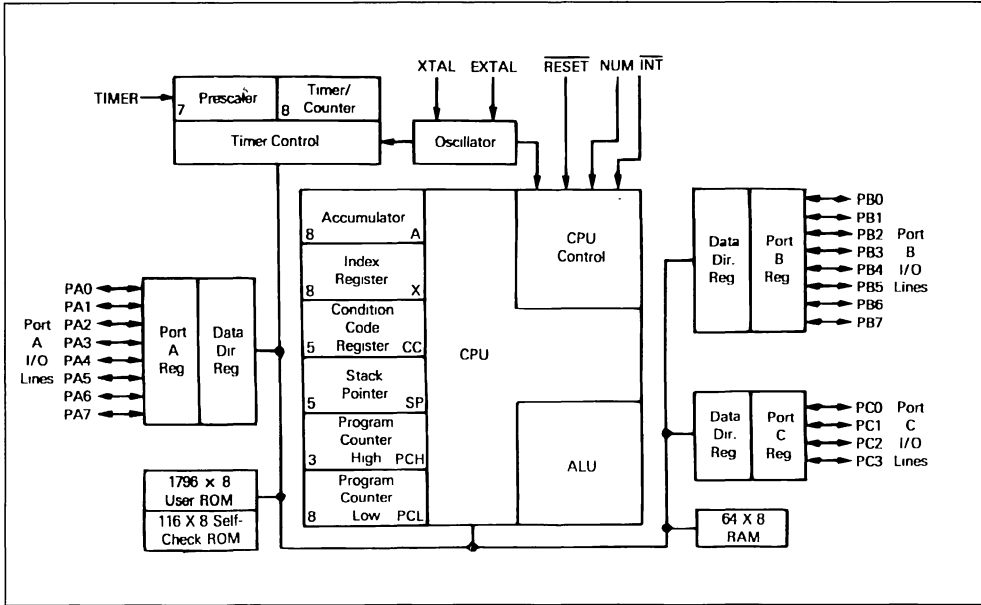 XTAL EXTAL RESET NUM INT
TIMER
7 Prescaler
8 Timer/
Counter
Timer Control
Oscillator
8 Accumulator A
Index
8 Register X
Condition
Code
5 Register CC
Stack
5 Pointer SP
Program
Counter
3 High PCH
Program
Counter
8 Low PCL
CPU
CPU
Control
ALU
Port
A
I/O
Lines
PA0
PA1
PA2
PA3
PA4
PA5
PA6
PA7
Port
A
Reg
Data
Dir
Reg
1796 x 8
User ROM
116 X 8 Self-
Check ROM
Data
Dir.
Reg
Port
B
Reg
PB0
PB1
PB2
PB3
PB4
PB5
PB6
PB7
Port
B
I/O
Lines
Data
Dir.
Reg
Port
C
Reg
PC0
PC1
PC2
PC3
Port
C
I/O
Lines
64 X 8
RAM